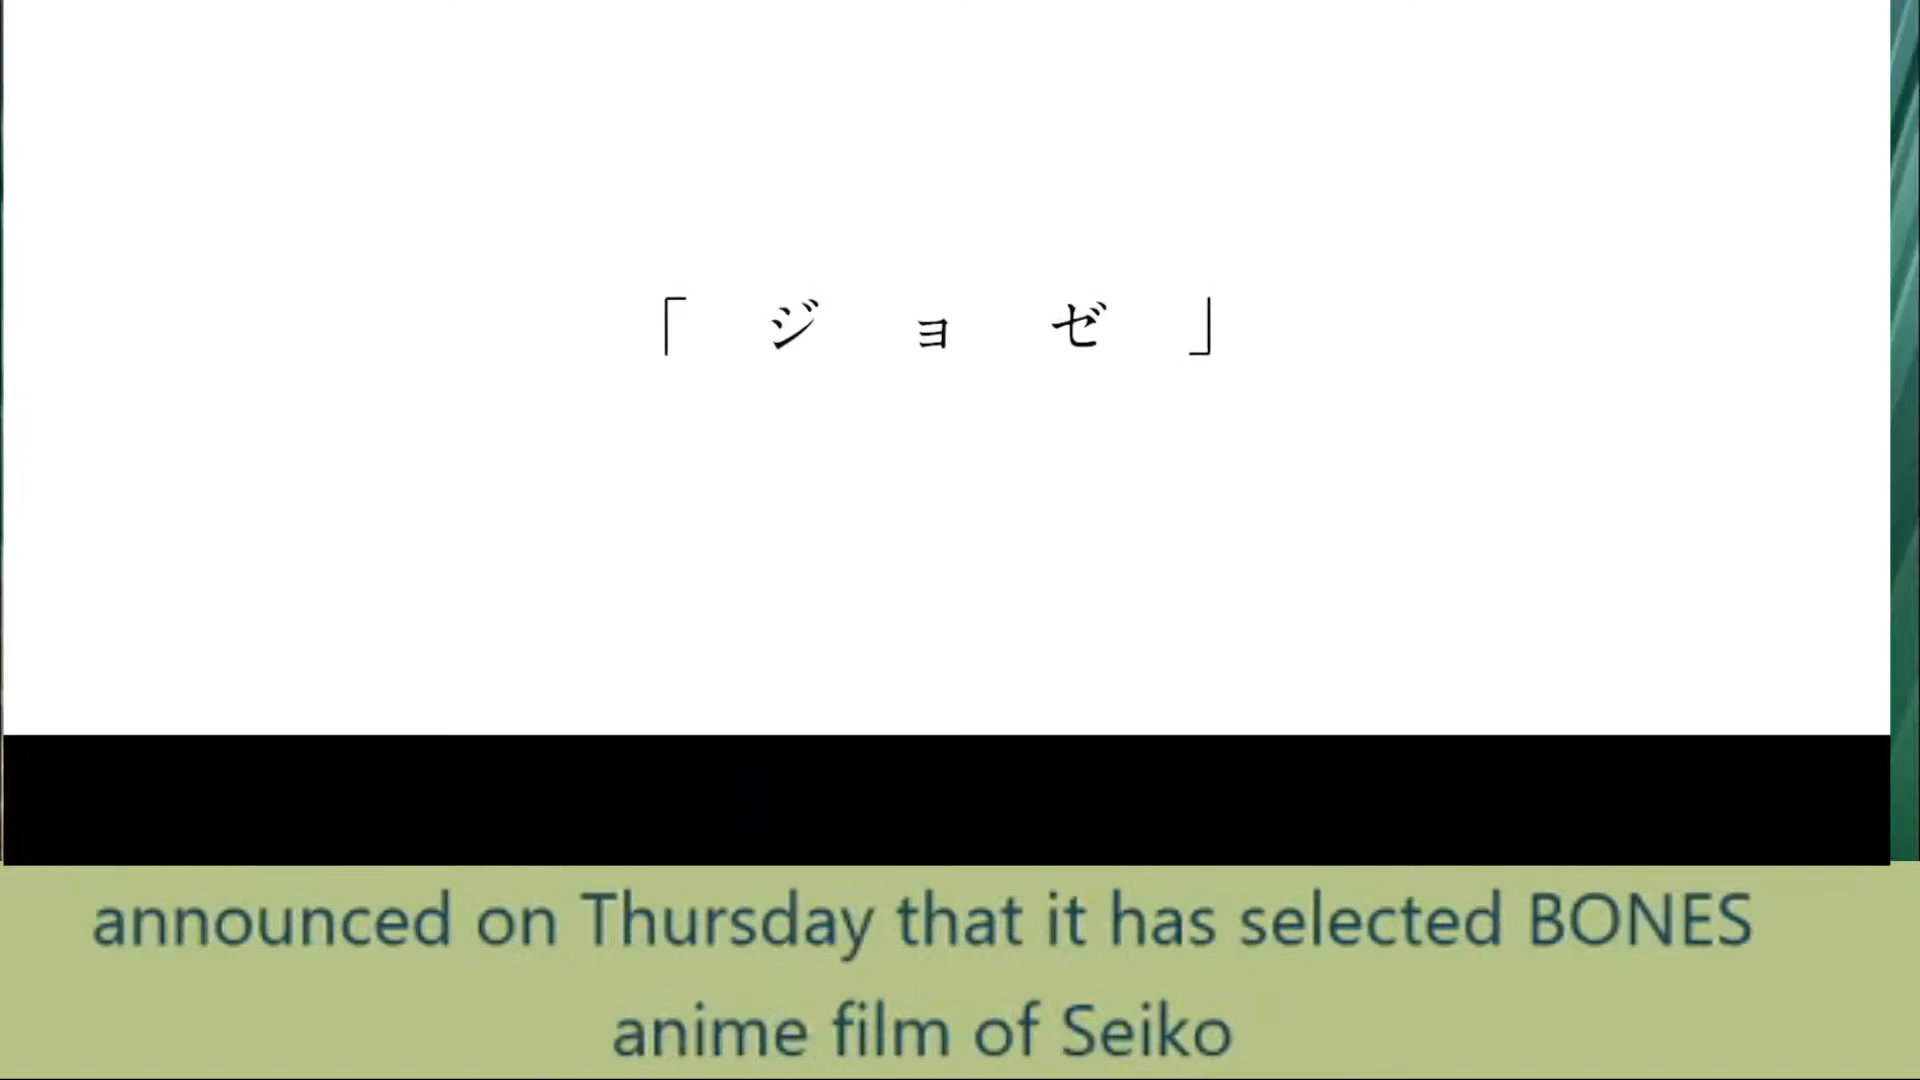 「ジョゼ」
announced on Thursday that it has selected BONES
anime film of Seiko